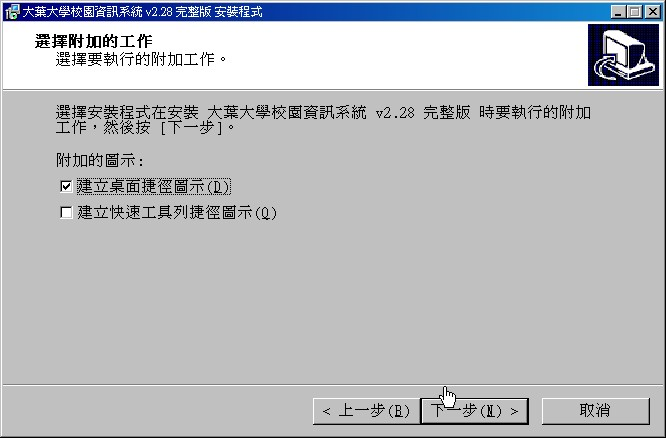 大葉大學校園資訊系統 v2.28 完整版 安裝程式
選擇附加的工作
選擇要執行的附加工作。
選擇安裝程式在安裝 大葉大學校園資訊系統 v2.28 完整版 時要執行的附加
工作，然後按 [下一步]。
附加的圖示:
建立桌面捷徑圖示(D)
建立快速工具列捷徑圖示(Q)
< 上一步(B) 下一步(N) > 取消